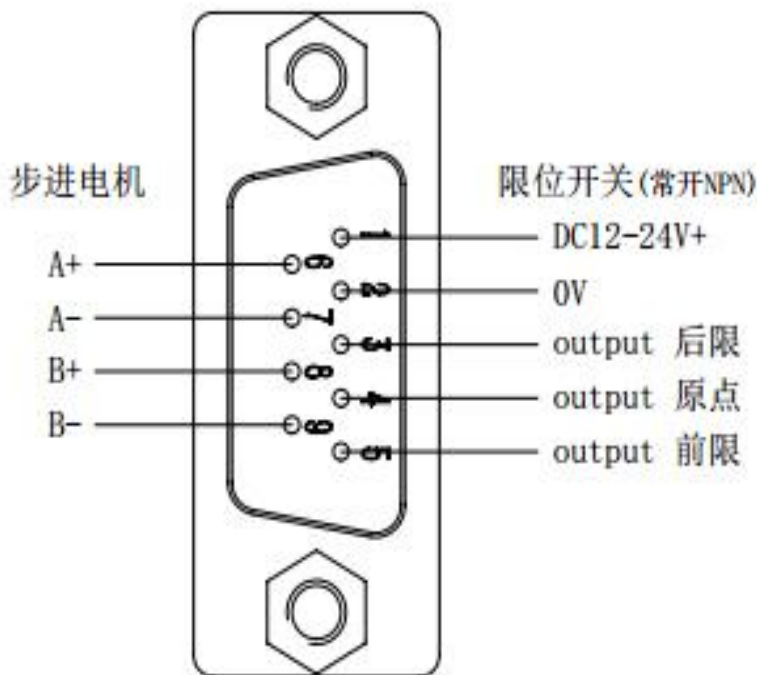 步进电机
限位开关(常开NPN)
1
DC12-24V+
A+
6
2
0V
A-
7
3
output 后限
B+
8
4
output 原点
B-
9
5
output 前限